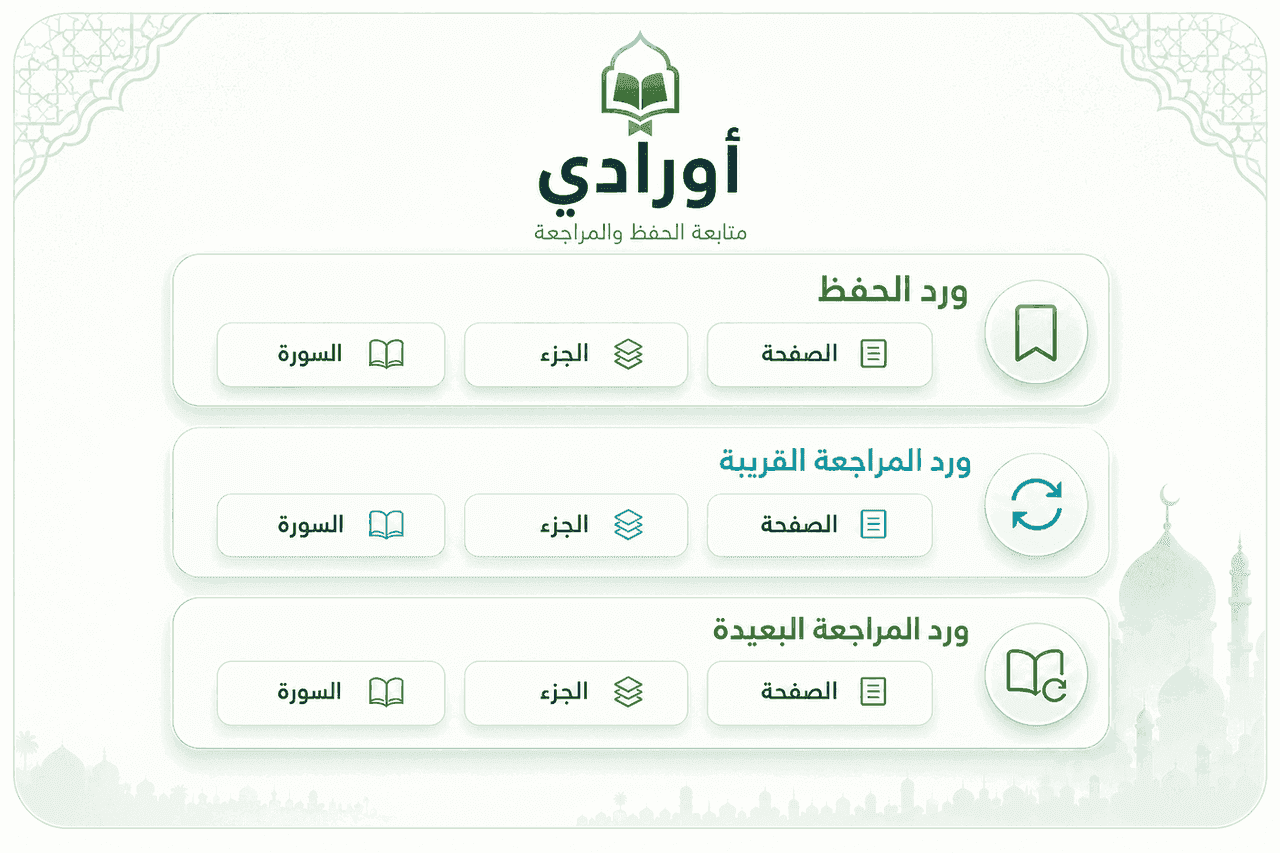 أورادي
متابعة الحفظ والمراجعة
ورد الحفظ
الصفحة الجزء السورة
ورد المراجعة القريبة
الصفحة الجزء السورة
ورد المراجعة البعيدة
الصفحة الجزء السورة